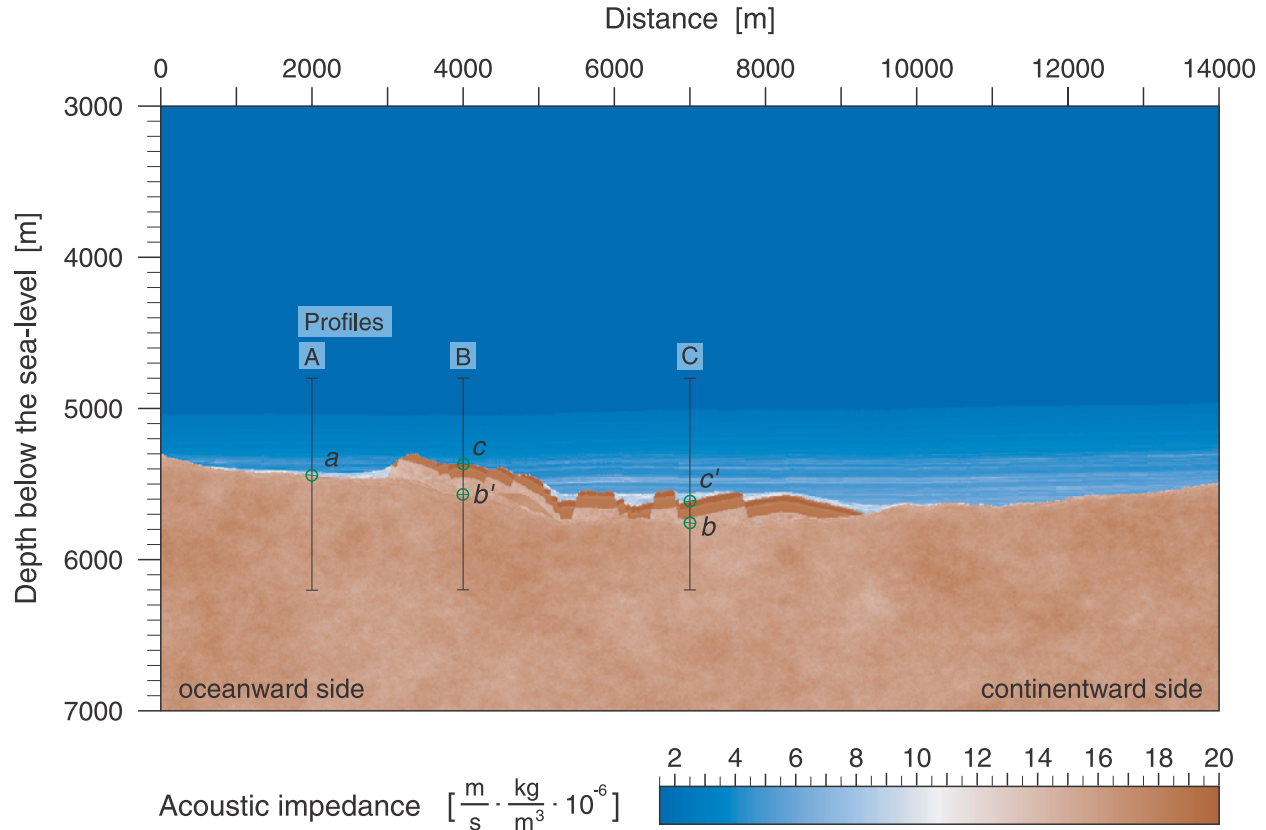 Distance [m]
0 2000 4000 6000 8000 10000 12000 14000
Depth below the sea-level [m]
3000
4000
5000
6000
7000
Profiles
A B C
a
c
b'
c'
b
oceanward side continentward side
2 4 6 8 10 12 14 16 18 20
Acoustic impedance [m/s · kg/m³ · 10⁻⁶]